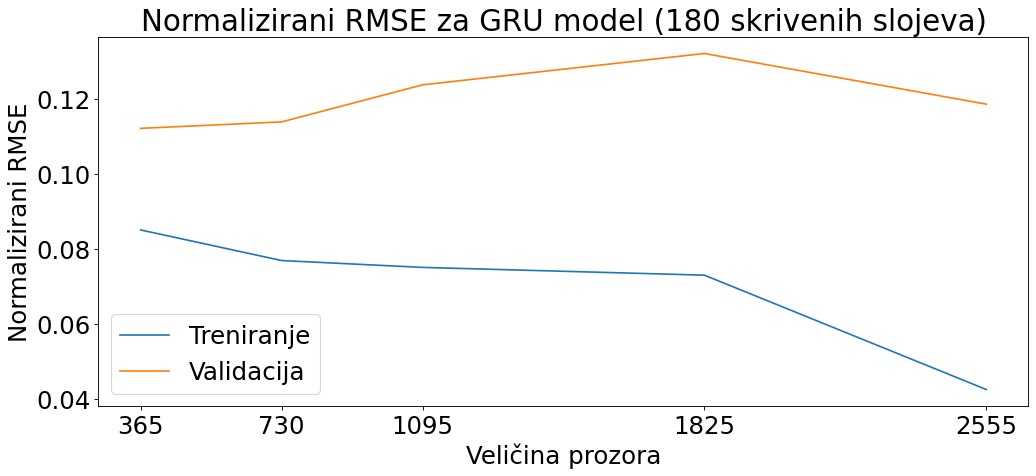 Normalizirani RMSE za GRU model (180 skrivenih slojeva)
Normalizirani RMSE
0.12
0.10
0.08
0.06
0.04
Treniranje
Validacija
365 730 1095 1825 2555
Veličina prozora